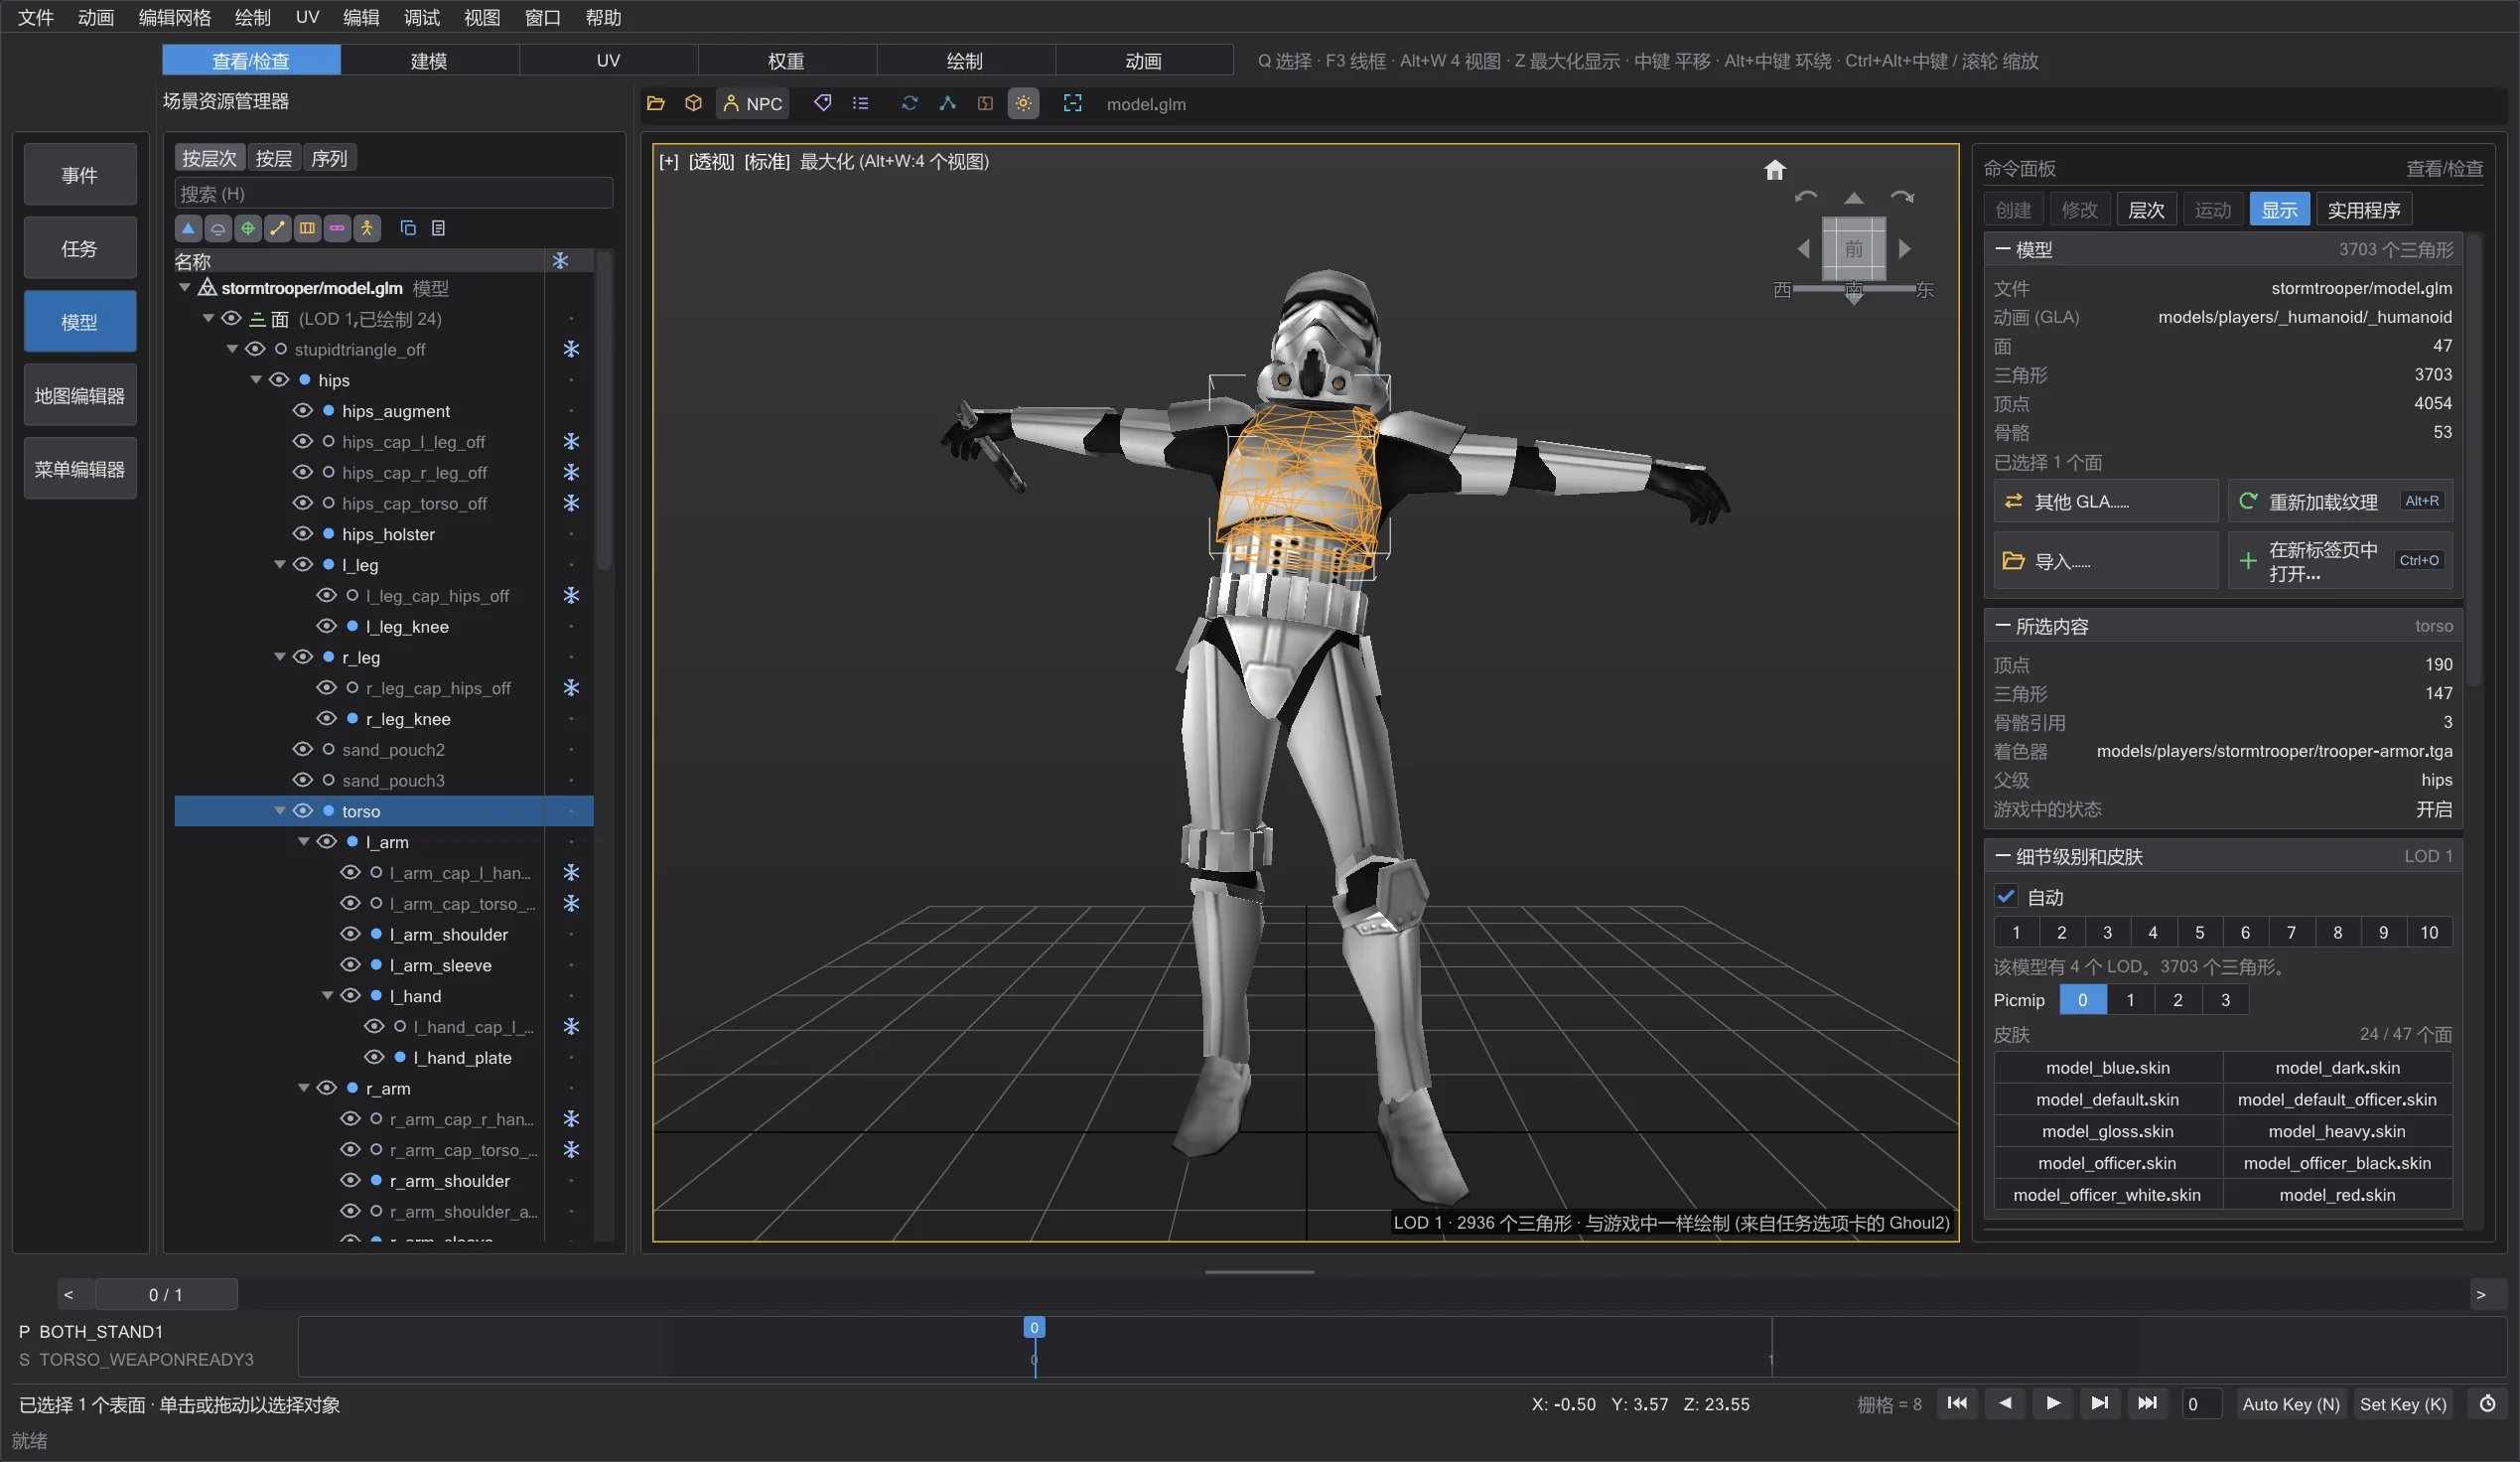 文件 动画 编辑网格 绘制 UV 编辑 调试 视图 窗口 帮助
查看/检查 建模 UV 权重 绘制 动画 Q 选择 · F3 线框 · Alt+W 4 视图 · Z 最大化显示 · 中键 平移 · Alt+中键 环绕 · Ctrl+Alt+中键 / 滚轮 缩放
场景资源管理器
NPC model.glm
事件
任务
模型
地图编辑器
菜单编辑器
按层次 按层 序列
搜索 (H)
名称
stormtrooper/model.glm 模型
面 (LOD 1,已绘制 24)
stupidtriangle_off
hips
hips_augment
hips_cap_l_leg_off
hips_cap_r_leg_off
hips_cap_torso_off
hips_holster
l_leg
l_leg_cap_hips_off
l_leg_knee
r_leg
r_leg_cap_hips_off
r_leg_knee
sand_pouch2
sand_pouch3
torso
l_arm
l_arm_cap_l_han...
l_arm_cap_torso_...
l_arm_shoulder
l_arm_sleeve
l_hand
l_hand_cap_l_...
l_hand_plate
r_arm
r_arm_cap_r_han...
r_arm_cap_torso_...
r_arm_shoulder
r_arm_shoulder_a...
[+] [透视] [标准] 最大化 (Alt+W:4 个视图)
前
西 南 东
LOD 1 · 2936 个三角形 · 与游戏中一样绘制 (来自任务选项卡的 Ghoul2)
命令面板 查看/检查
创建 修改 层次 运动 显示 实用程序
模型 3703 个三角形
文件 stormtrooper/model.glm
动画 (GLA) models/players/_humanoid/_humanoid
面 47
三角形 3703
顶点 4054
骨骼 53
已选择 1 个面
其他 GLA...... 重新加载纹理 Alt+R
导入...... 在新标签页中
打开... Ctrl+O
所选内容 torso
顶点 190
三角形 147
骨骼引用 3
着色器 models/players/stormtrooper/trooper-armor.tga
父级 hips
游戏中的状态 开启
细节级别和皮肤 LOD 1
自动
1 2 3 4 5 6 7 8 9 10
该模型有 4 个 LOD。3703 个三角形。
Picmip 0 1 2 3
皮肤 24 / 47 个面
model_blue.skin model_dark.skin
model_default.skin model_default_officer.skin
model_gloss.skin model_heavy.skin
model_officer.skin model_officer_black.skin
model_officer_white.skin model_red.skin
< 0 / 1 >
P BOTH_STAND1 0
S TORSO_WEAPONREADY3 0 1
已选择 1 个表面 · 单击或拖动以选择对象 X: -0.50 Y: 3.57 Z: 23.55 栅格 = 8 0 Auto Key (N) Set Key (K)
就绪